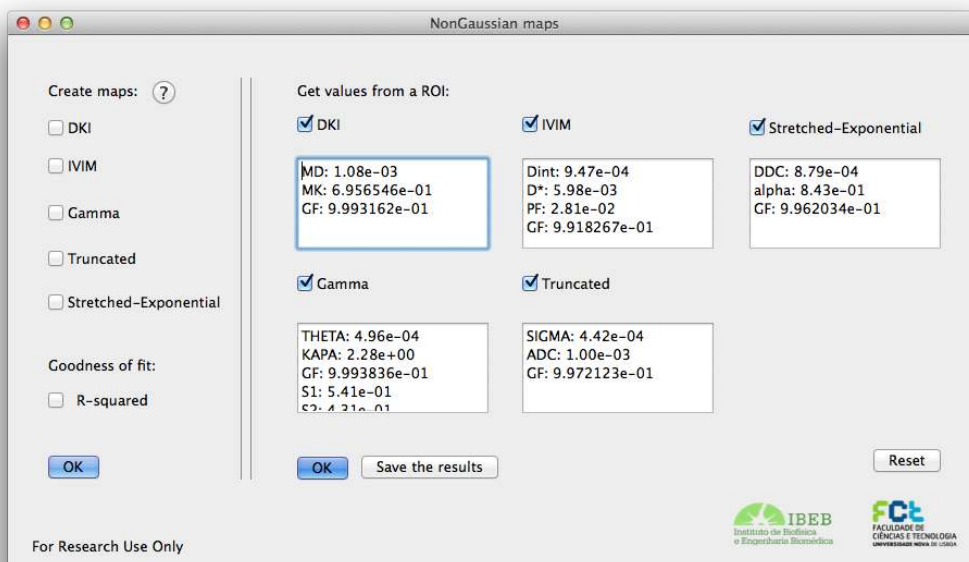 NonGaussian maps
Create maps: ?
DKI
IVIM
Gamma
Truncated
Stretched-Exponential
Goodness of fit:
R-squared
OK
Get values from a ROI:
DKI
MD: 1.08e-03
MK: 6.956546e-01
GF: 9.993162e-01
IVIM
Dint: 9.47e-04
D*: 5.98e-03
PF: 2.81e-02
GF: 9.918267e-01
Stretched-Exponential
DDC: 8.79e-04
alpha: 8.43e-01
GF: 9.962034e-01
Gamma
THETA: 4.96e-04
KAPA: 2.28e+00
GF: 9.993836e-01
S1: 5.41e-01
S2: 4.31e-01
Truncated
SIGMA: 4.42e-04
ADC: 1.00e-03
GF: 9.972123e-01
OK
Save the results
Reset
For Research Use Only
IBEB
Instituto de Biofísica
e Engenharia Biomédica
FCt
FACULDADE DE
CIÊNCIAS E TECNOLOGIA
UNIVERSIDADE NOVA DE LISBOA